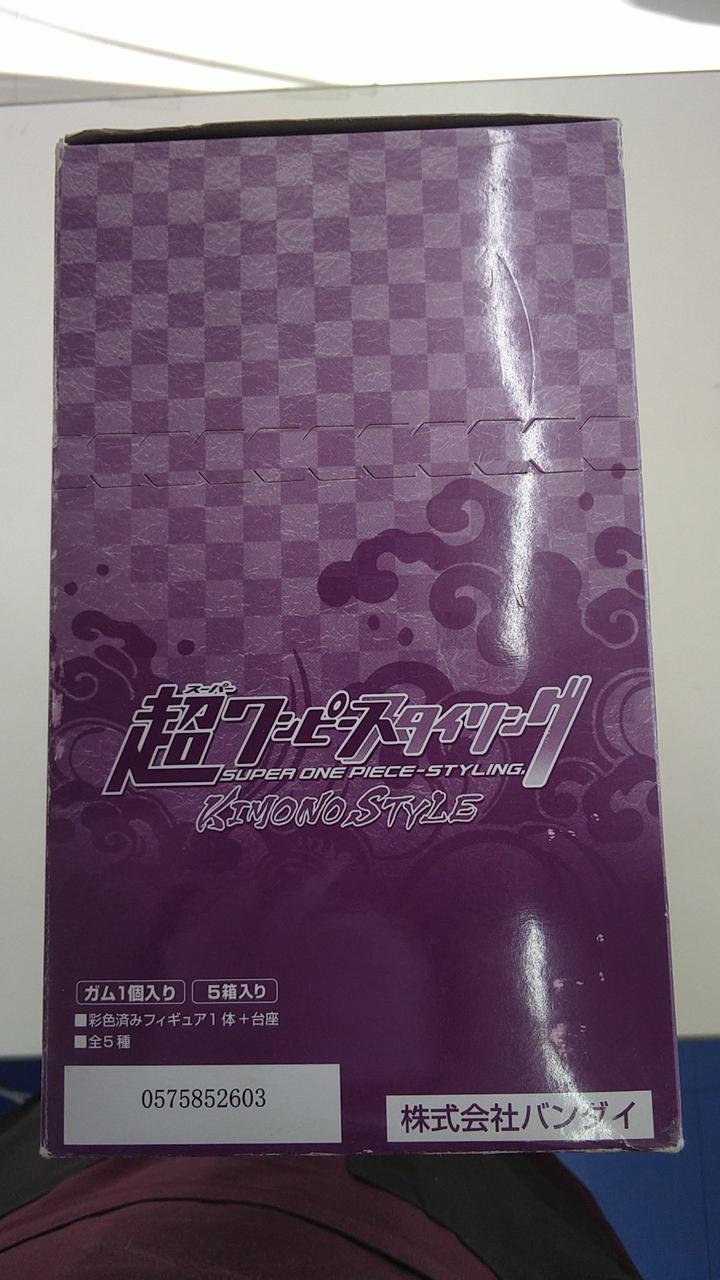 スーパー
超ワンピースタイリング
SUPER ONE PIECE-STYLING.
KIMONO STYLE
ガム1個入り 5箱入り
■彩色済みフィギュア1体+台座
■全5種
0575852603
株式会社バンダイ